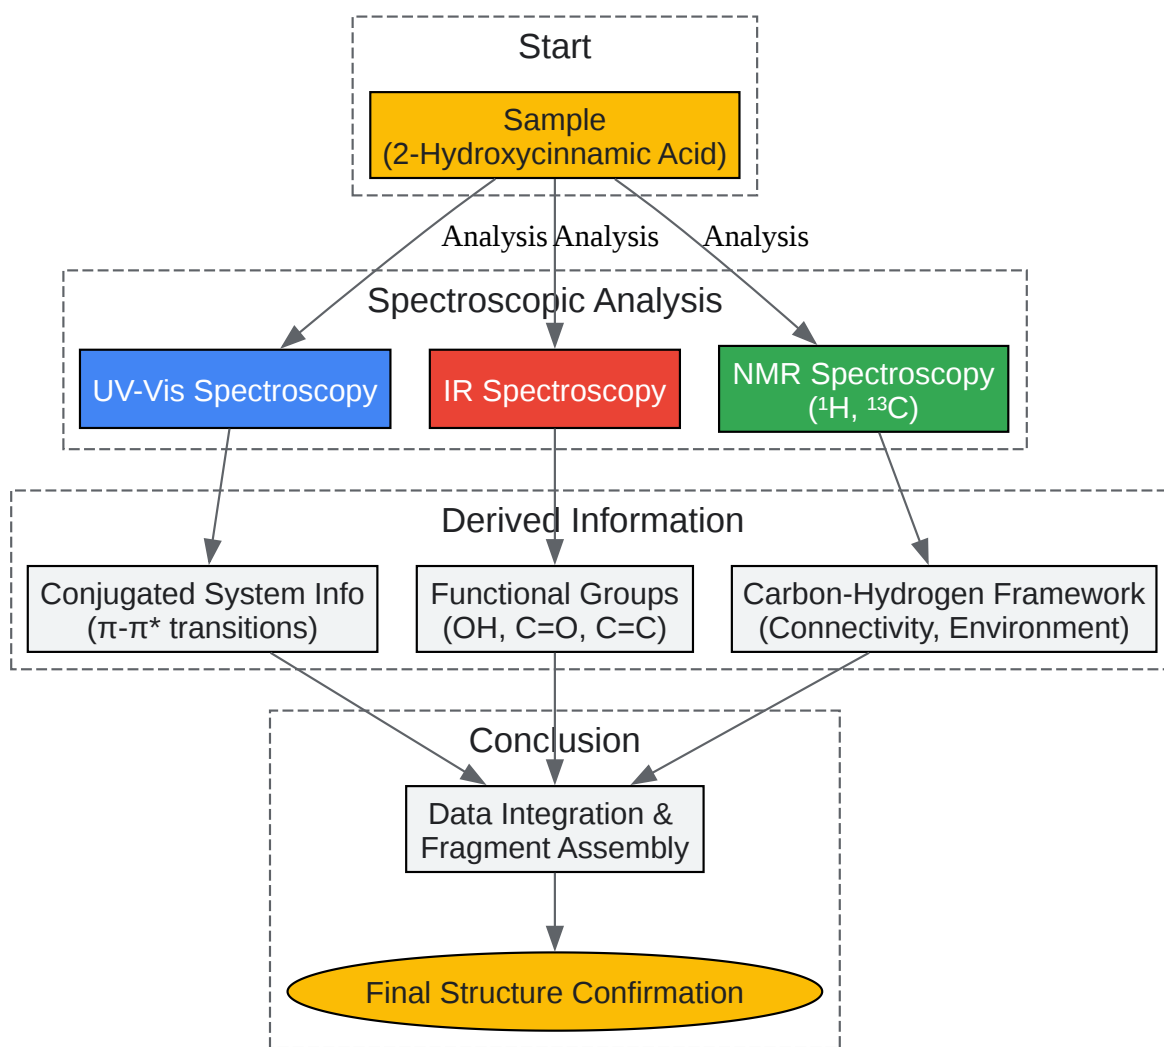 Start
Sample
(2-Hydroxycinnamic Acid)
Analysis
Analysis
Analysis
Spectroscopic Analysis
UV-Vis Spectroscopy
IR Spectroscopy
NMR Spectroscopy
(¹H, ¹³C)
Derived Information
Conjugated System Info
(π-π* transitions)
Functional Groups
(OH, C=O, C=C)
Carbon-Hydrogen Framework
(Connectivity, Environment)
Conclusion
Data Integration &
Fragment Assembly
Final Structure Confirmation